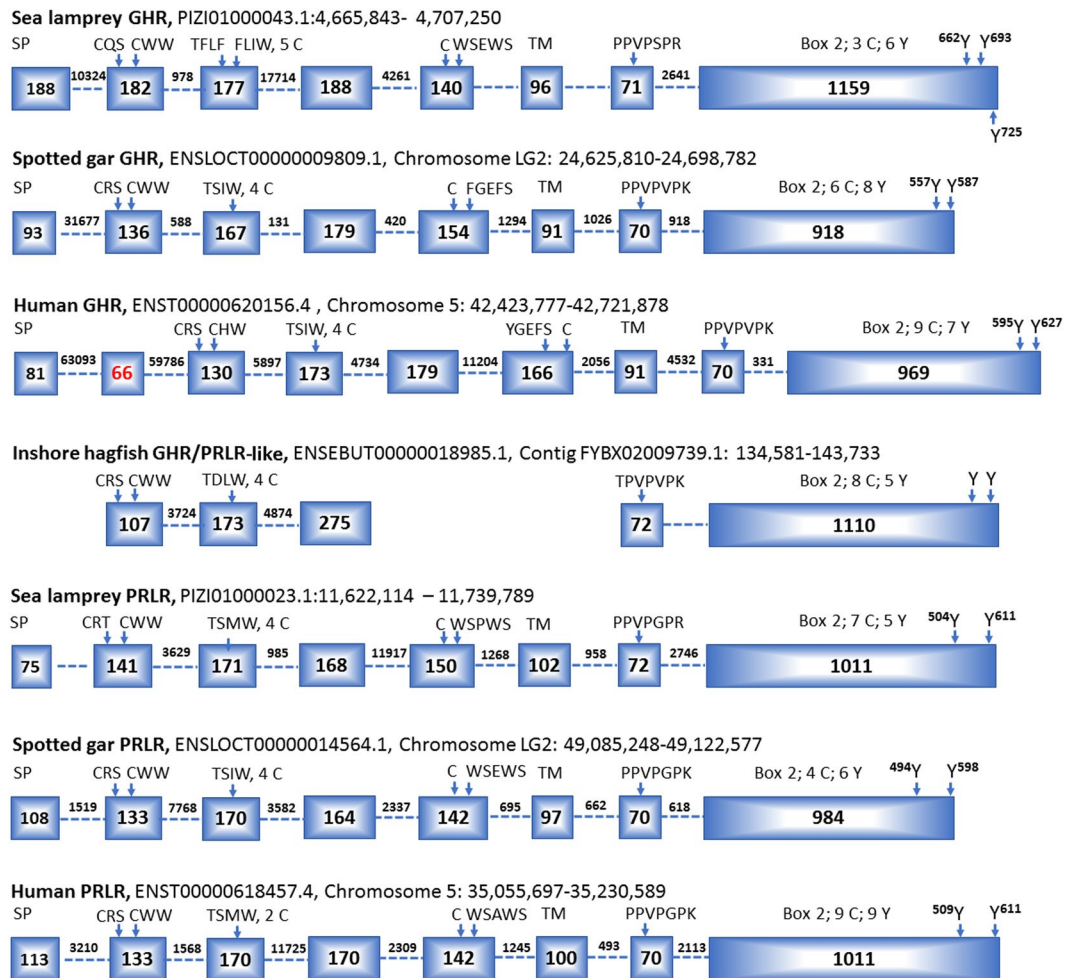 Sea lamprey GHR, PIZI01000043.1:4,665,843- 4,707,250
SP CQS CWW TFLF FLIW, 5 C C WSEWS TM PPVPSPR Box 2; 3 C; 6 Y 662Y Y693
188 10324 182 978 177 17714 188 4261 140 96 71 2641 1159
Y725
Spotted gar GHR, ENSLOCT00000009809.1, Chromosome LG2: 24,625,810-24,698,782
SP CRS CWW TSIW, 4 C C FGEFS TM PPVPVPK Box 2; 6 C; 8 Y 557Y Y587
93 31677 136 588 167 131 179 420 154 1294 91 1026 70 918 918
Human GHR, ENST00000620156.4 , Chromosome 5: 42,423,777-42,721,878
SP CRS CHW TSIW, 4 C YGEFS C TM PPVPVPK Box 2; 9 C; 7 Y 595Y Y627
81 63093 66 59786 130 5897 173 4734 179 11204 166 2056 91 4532 70 331 969
Inshore hagfish GHR/PRLR-like, ENSEBUT00000018985.1, Contig FYBX02009739.1: 134,581-143,733
CRS CWW TDLW, 4 C TPVPVPK Box 2; 8 C; 5 Y Y Y
107 3724 173 4874 275 72 1110
Sea lamprey PRLR, PIZI01000023.1:11,622,114 – 11,739,789
SP CRT CWW TSMW, 4 C C WSPWS TM PPVPGPR Box 2; 7 C; 5 Y 504Y Y611
75 141 3629 171 985 168 11917 150 1268 102 958 72 2746 1011
Spotted gar PRLR, ENSLOCT00000014564.1, Chromosome LG2: 49,085,248-49,122,577
SP CRS CWW TSIW, 4 C C WSEWS TM PPVPGPK Box 2; 4 C; 6 Y 494Y Y598
108 1519 133 7768 170 3582 164 2337 142 695 97 662 70 618 984
Human PRLR, ENST00000618457.4, Chromosome 5: 35,055,697-35,230,589
SP CRS CWW TSMW, 2 C C WSAWS TM PPVPGPK Box 2; 9 C; 9 Y 509Y Y611
113 3210 133 1568 170 11725 170 2309 142 1245 100 493 70 2113 1011